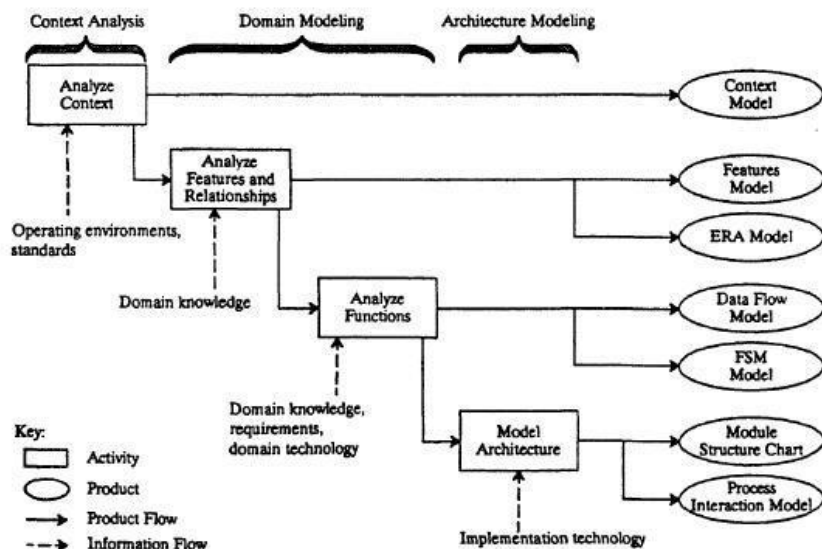 Context Analysis
Domain Modeling
Architecture Modeling
Analyze
Context
Context
Model
Analyze
Features and
Relationships
Features
Model
Operating environments,
standards
ERA Model
Domain knowledge
Analyze
Functions
Data Flow
Model
FSM
Model
Domain knowledge,
requirements,
domain technology
Model
Architecture
Module
Structure Chart
Process
Interaction Model
Implementation technology
Key:
Activity
Product
Product Flow
Information Flow